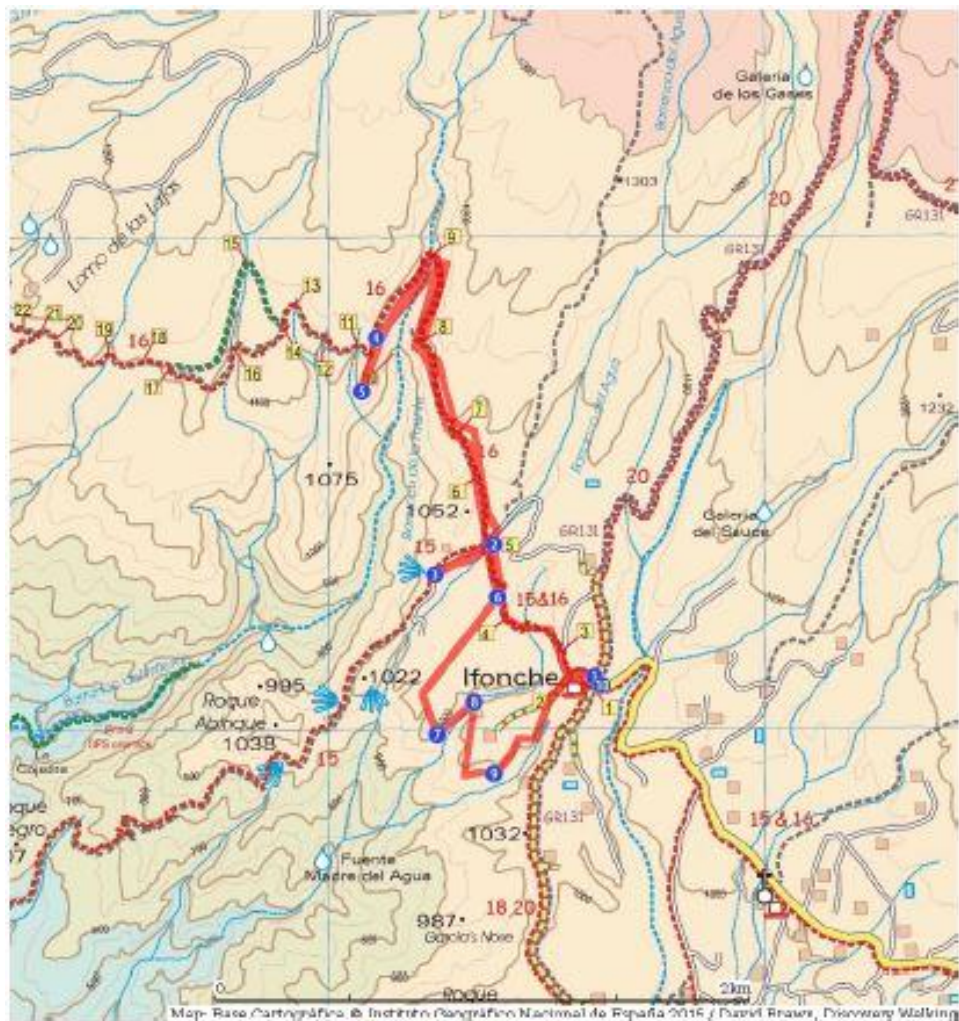 Galeria
de los Gases
1303
20
GR131
Lomo de las Lajas
15
13
9
16
22
21
20
19
18
16
17
16
14
12
11
4
8
5
7
16
6
1052
1075
2
5
15
3
6
15&16
4
3
Ifonche
2
1
1
GR131
20
GR131
1232
Galeria
del Sauce
995
1022
Roque
Abinque
1038
15
8
7
9
1032
GR131
15 & 16
Fuente
Madre del Agua
18 20
987
Roque
0
2km
Map: Base Cartográfica © Instituto Geográfico Nacional de España 2015 / David Brawn, Discovery Walking